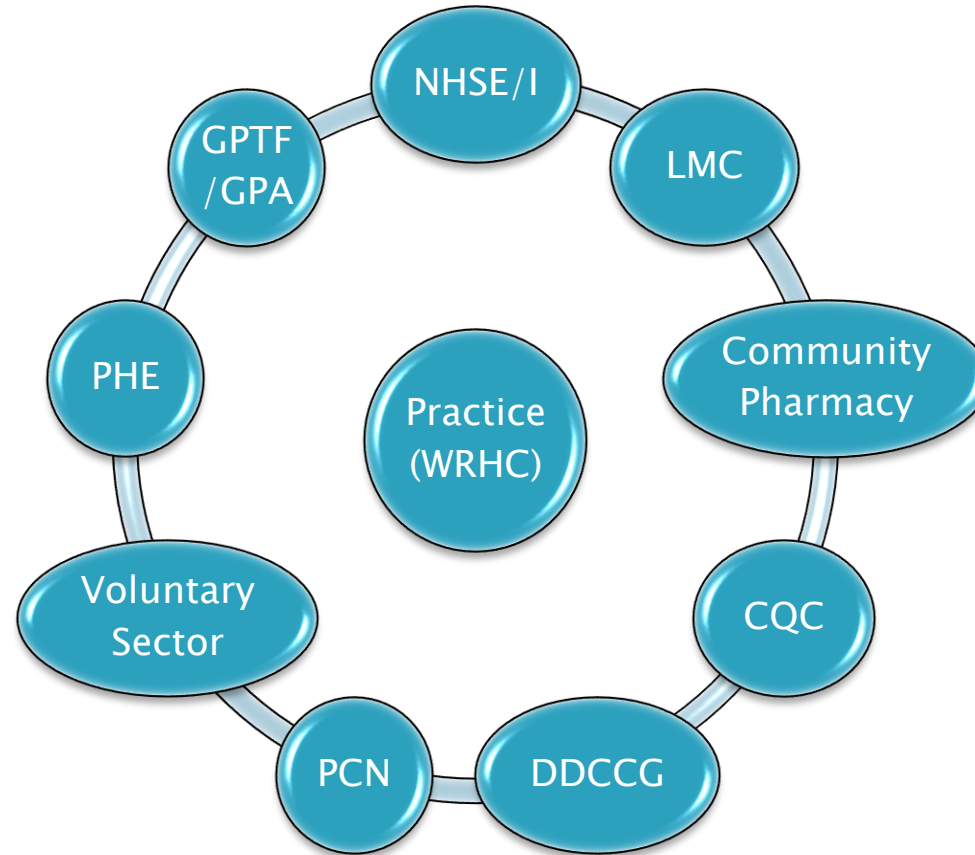 NHSE/I
GPTF
/GPA
LMC
PHE
Community
Pharmacy
Practice
(WRHC)
Voluntary
Sector
CQC
PCN
DDCCG